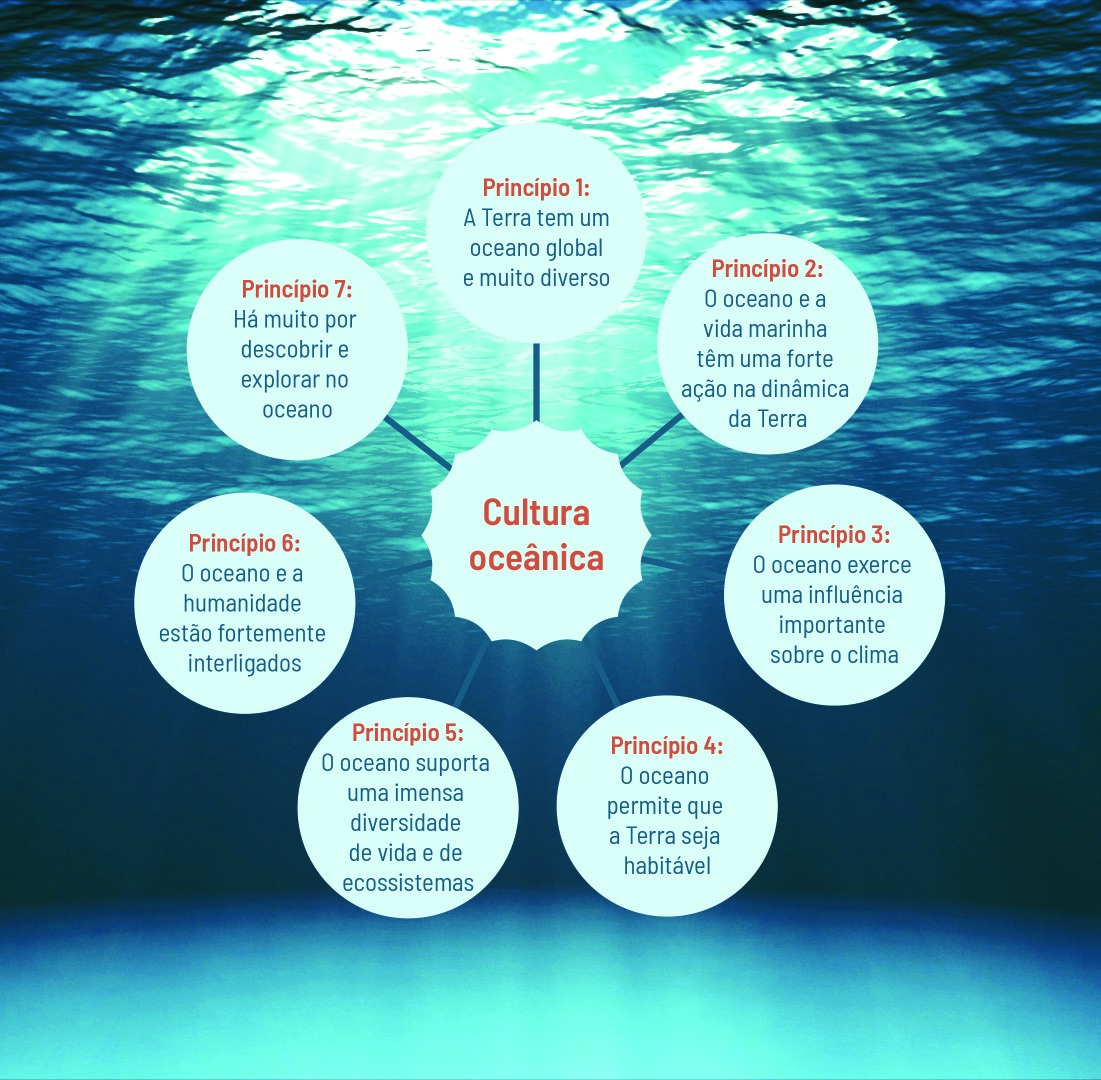 Princípio 1:
A Terra tem um
oceano global
e muito diverso
Princípio 2:
O oceano e a
vida marinha
têm uma forte
ação na dinâmica
da Terra
Princípio 3:
O oceano exerce
uma influência
importante
sobre o clima
Princípio 4:
O oceano
permite que
a Terra seja
habitável
Princípio 5:
O oceano suporta
uma imensa
diversidade
de vida e de
ecossistemas
Princípio 6:
O oceano e a
humanidade
estão fortemente
interligados
Princípio 7:
Há muito por
descobrir e
explorar no
oceano
Cultura
oceânica